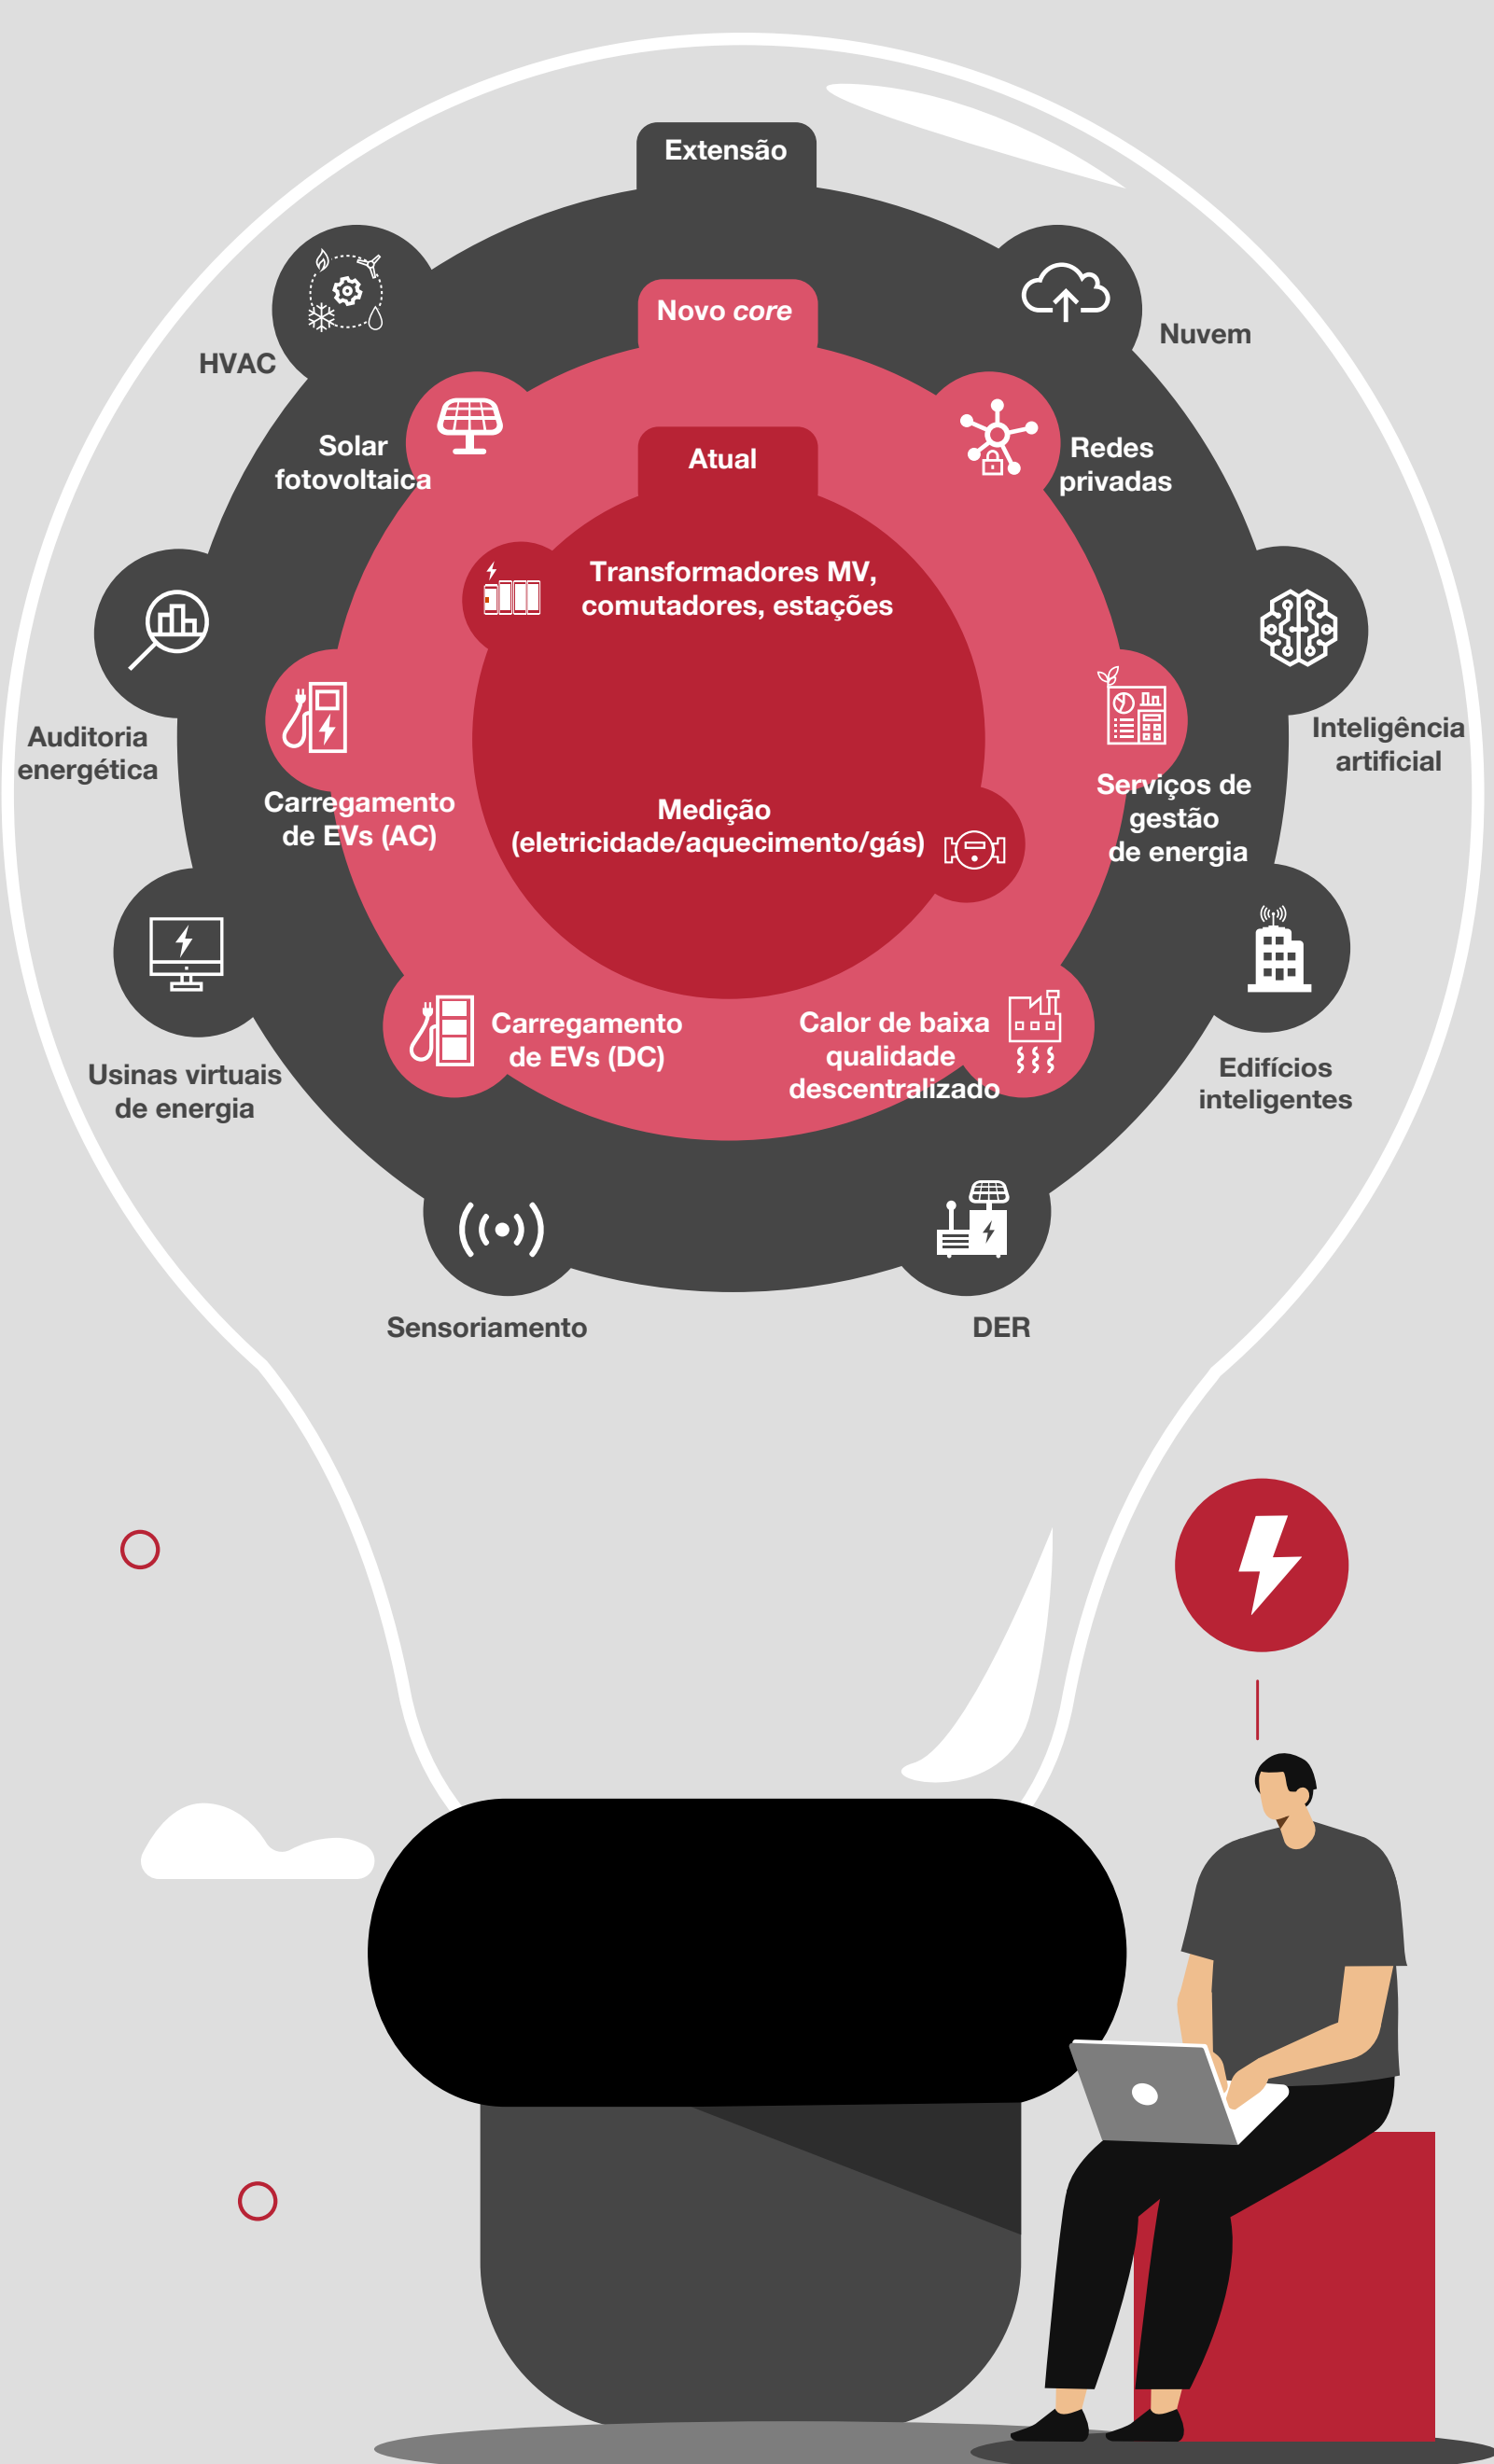 Extensão
HVAC
Nuvem
Novo core
Solar
fotovoltaica
Redes
privadas
Atual
Transformadores MV,
comutadores, estações
Auditoria
energética
Inteligência
artificial
Carregamento
de EVs (AC)
Medição
(eletricidade/aquecimento/gás)
Serviços de
gestão
de energia
Usinas virtuais
de energia
Carregamento
de EVs (DC)
Calor de baixa
qualidade
descentralizado
Edifícios
inteligentes
Sensoriamento
DER